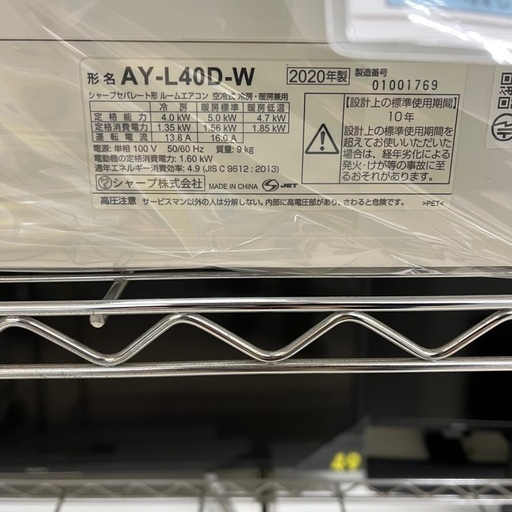 形名 AY-L40D-W 2020年製 製造番号 01001769
シャープセパレート形 ルームエアコン 空冷式 冷房・暖房兼用
冷房 暖房標準 暖房低温
定格能力 4.0 kW 5.0 kW 4.7 kW
定格消費電力 1.35 kW 1.56 kW 1.85 kW
運転電流 13.8 A 16.0 A
電源:単相 100 V 50/60 Hz 質量:9 kg
電動機の定格消費電力:1.60 kW
通年エネルギー消費効率:4.9 (JIS C 9612:2013)
シャープ株式会社 MADE IN CHINA JET
【設計上の標準使用期間】
10年
設計上の標準使用期間を
超えてお使いいただいた
場合は、経年劣化による
発火・けが等の事故に至
るおそれがあります。
高圧注意 サービスマン以外の人は分解しない。内部に高電圧部があり、さわると危険です。 >PET<
49